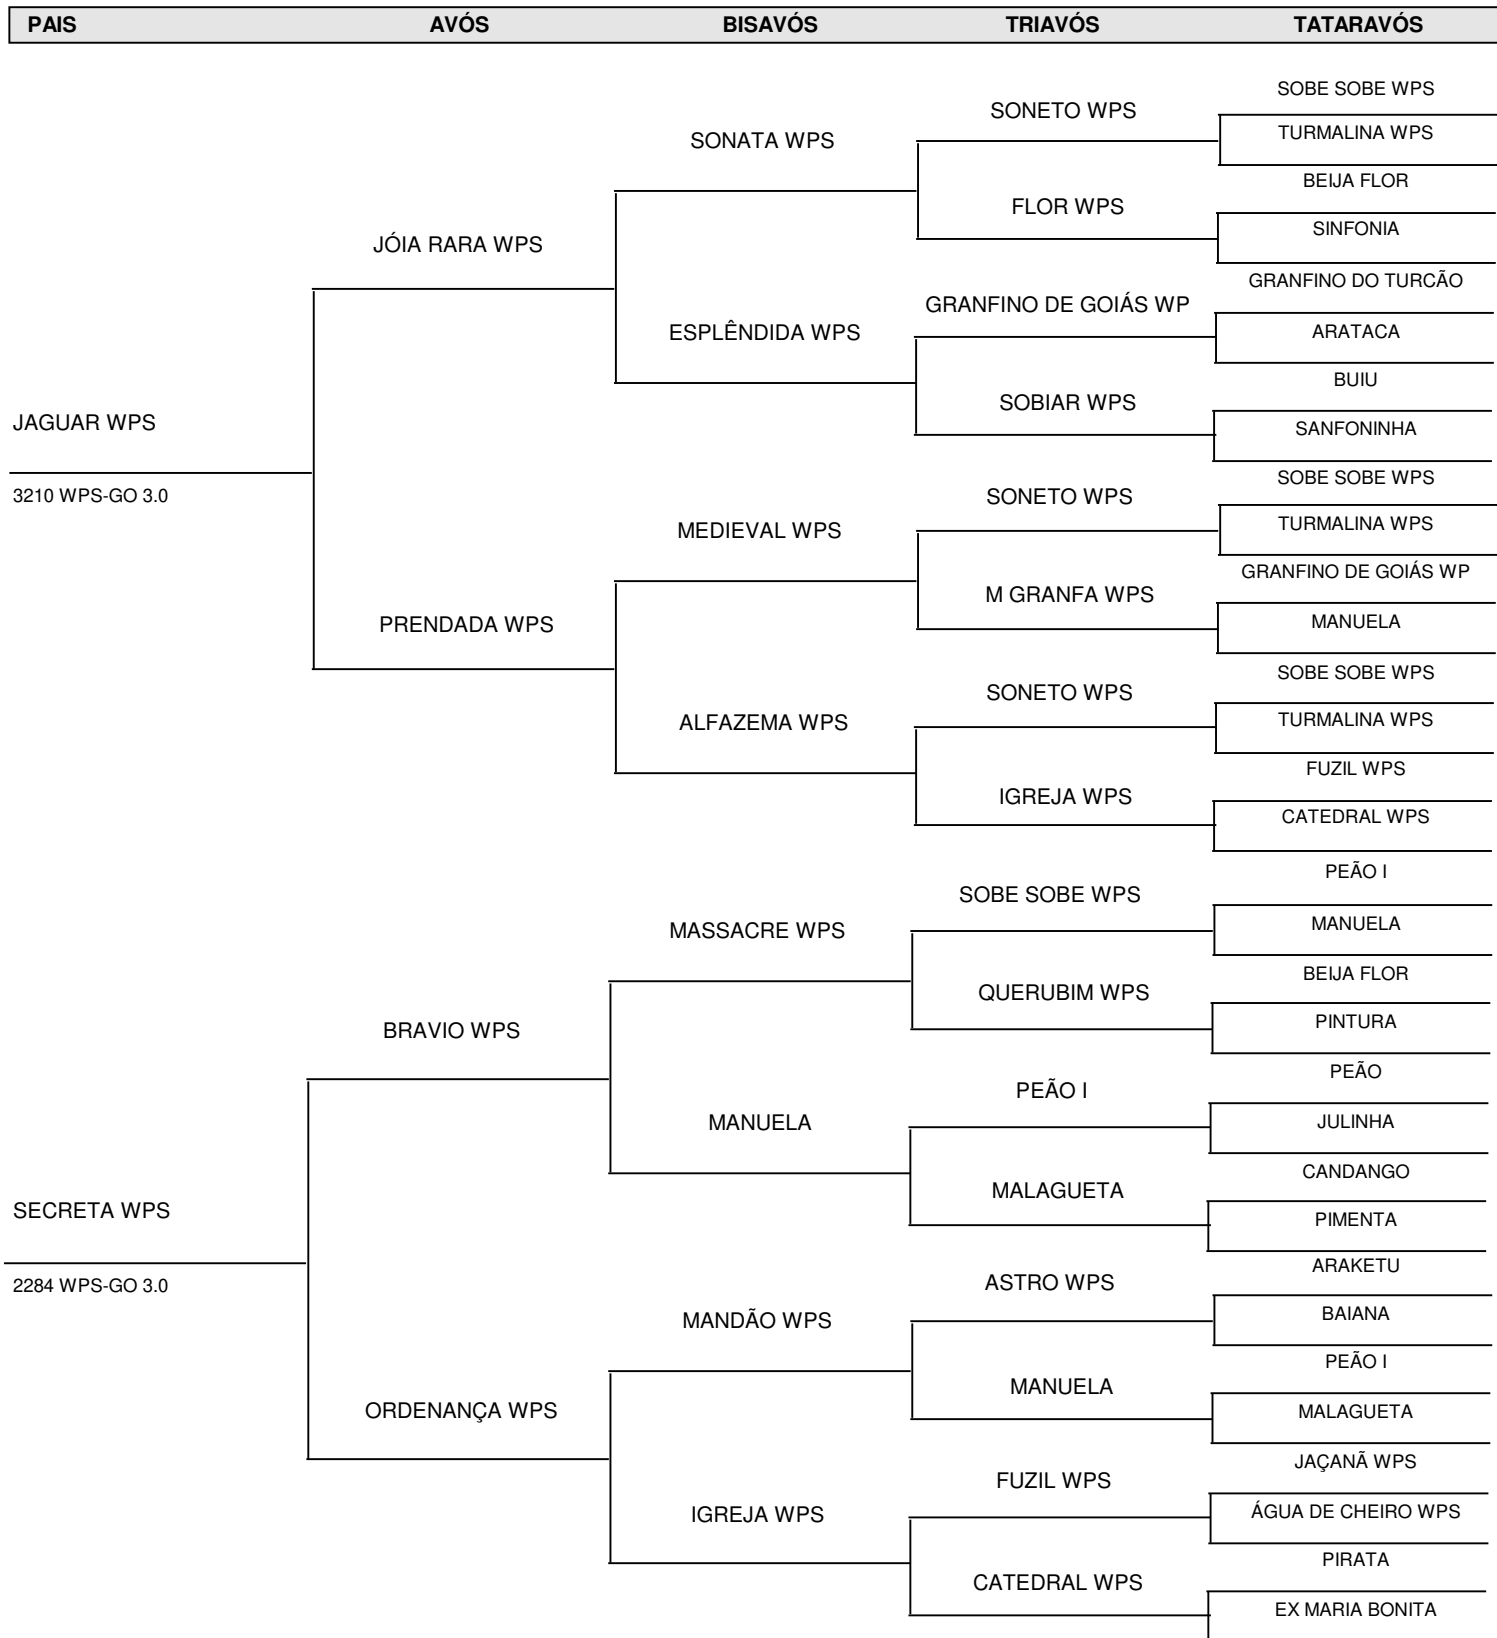 PAIS AVÓS BISAVÓS TRIAVÓS TATARAVÓS
SOBE SOBE WPS
SONETO WPS
TURMALINA WPS
SONATA WPS
BEIJA FLOR
FLOR WPS
SINFONIA
JÓIA RARA WPS
GRANFINO DO TURCÃO
GRANFINO DE GOIÁS WP
ARATACA
ESPLÊNDIDA WPS
BUIU
SOBIAR WPS
JAGUAR WPS
SANFONINHA
SOBE SOBE WPS
3210 WPS-GO 3.0
SONETO WPS
TURMALINA WPS
MEDIEVAL WPS
GRANFINO DE GOIÁS WP
M GRANFA WPS
MANUELA
PRENDADA WPS
SOBE SOBE WPS
SONETO WPS
TURMALINA WPS
ALFAZEMA WPS
FUZIL WPS
IGREJA WPS
CATEDRAL WPS
PEÃO I
SOBE SOBE WPS
MANUELA
MASSACRE WPS
BEIJA FLOR
QUERUBIM WPS
PINTURA
BRAVIO WPS
PEÃO
PEÃO I
JULINHA
MANUELA
CANDANGO
MALAGUETA
SECRETA WPS
PIMENTA
ARAKETU
2284 WPS-GO 3.0
ASTRO WPS
BAIANA
MANDÃO WPS
PEÃO I
MANUELA
ORDENANÇA WPS
MALAGUETA
JAÇANÃ WPS
FUZIL WPS
ÁGUA DE CHEIRO WPS
IGREJA WPS
PIRATA
CATEDRAL WPS
EX MARIA BONITA